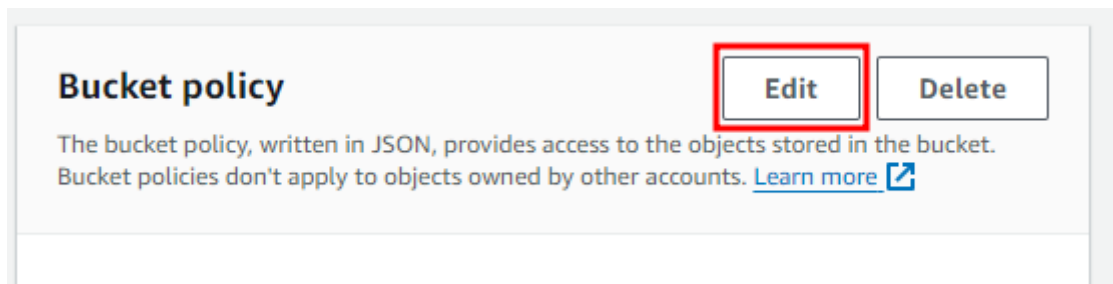 Bucket policy
Edit
Delete
The bucket policy, written in JSON, provides access to the objects stored in the bucket.
Bucket policies don't apply to objects owned by other accounts. Learn more